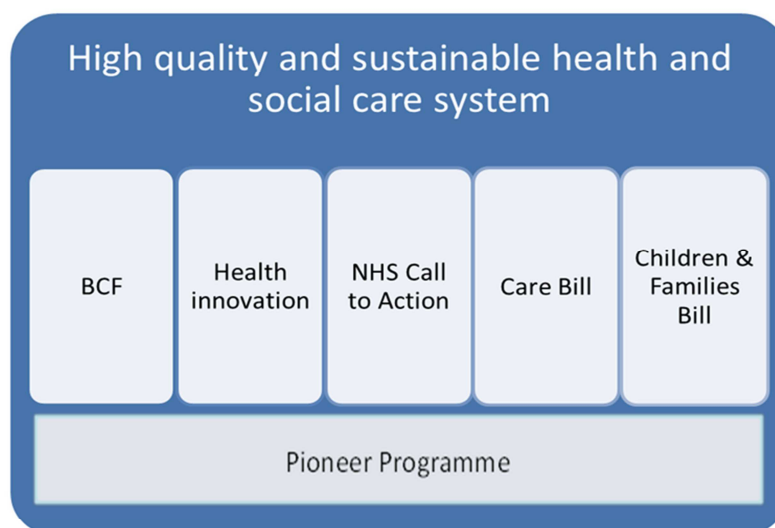 High quality and sustainable health and
social care system
BCF
Health
innovation
NHS Call
to Action
Care Bill
Children &
Families
Bill
Pioneer Programme